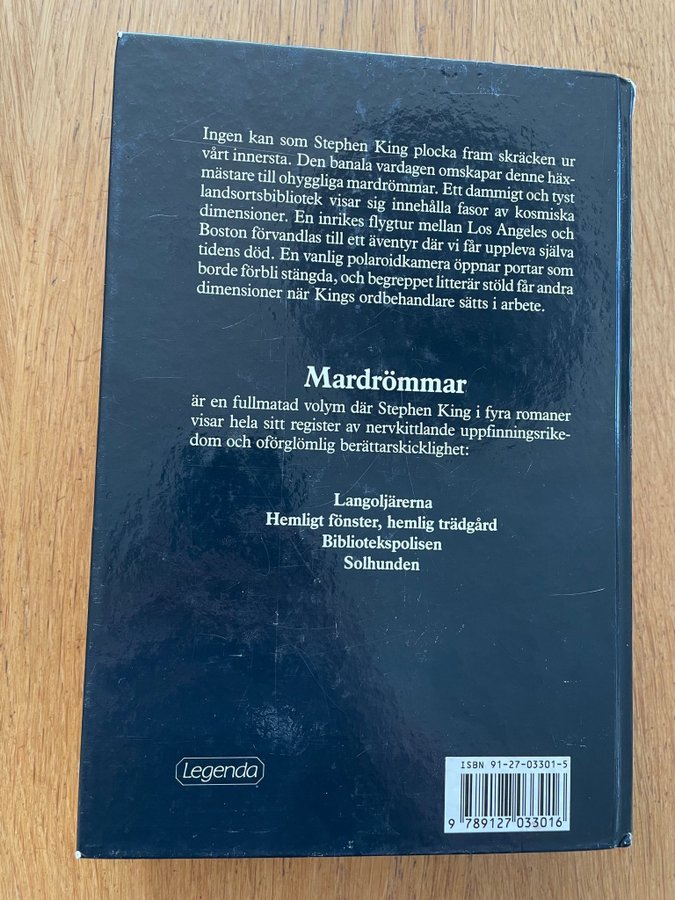 Ingen kan som Stephen King plocka fram skräcken ur
vårt innersta. Den banala vardagen omskapar denne häx-
mästare till ohyggliga mardrömmar. Ett dammigt och tyst
landsortsbibliotek visar sig innehålla fasor av kosmiska
dimensioner. En inrikes flygtur mellan Los Angeles och
Boston förvandlas till ett äventyr där vi får uppleva själva
tidens död. En vanlig polaroidkamera öppnar portar som
borde förbli stängda, och begreppet litterär stöld får andra
dimensioner när Kings ordbehandlare sätts i arbete.
Mardrömmar
är en fullmatad volym där Stephen King i fyra romaner
visar hela sitt register av nervkittlande uppfinningsrike-
dom och oförglömlig berättarskicklighet:
Langoljärerna
Hemligt fönster, hemlig trädgård
Bibliotekspolisen
Solhunden
Legenda
ISBN 91-27-03301-5
9 789127 033016